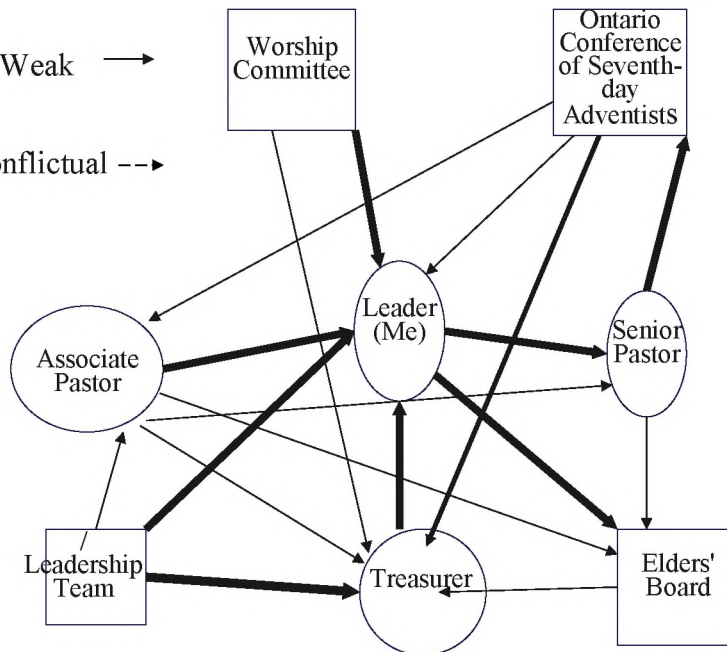 Weak
Worship
Committee
Ontario
Conference
of Seventh-
day
Adventists
onflictual
Leader
(Me)
Senior
Pastor
Associate
Pastor
Leadership
Team
Treasurer
Elders'
Board